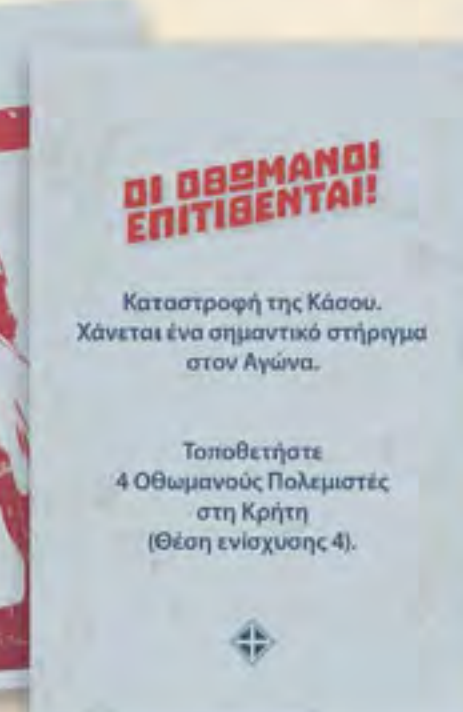 ΟΙ ΟΘΩΜΑΝΟΙ
ΕΠΙΤΙΘΕΝΤΑΙ!
Καταστροφή της Κάσου.
Χάνεται ένα σημαντικό στήριγμα
στον Αγώνα.
Τοποθετήστε
4 Οθωμανούς Πολεμιστές
στη Κρήτη
(Θέση ενίσχυσης 4).